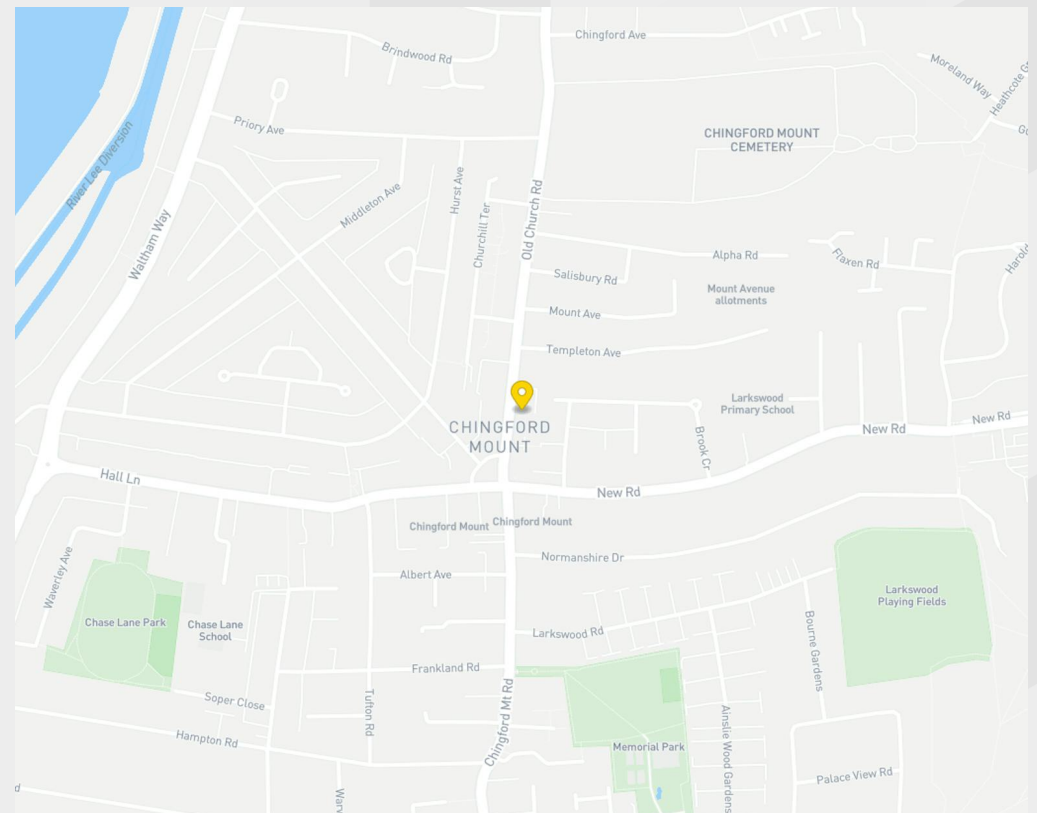 Chingford Ave
Brindwood Rd
Moreland Way
Heathcote G
River Lee Diversion
Priory Ave
CHINGFORD MOUNT
CEMETERY
Gu
Hurst Ave
Middleton Ave
Churchill Ter
Old Church Rd
Waltham Way
Alpha Rd
Flaxen Rd
Harold
Salisbury Rd
Mount Avenue
allotments
Mount Ave
Templeton Ave
Larkswood
Primary School
CHINGFORD
MOUNT
New Rd
New Rd
Brook Cr
Hall Ln
New Rd
Chingford Mount
Chingford Mount
Normanshire Dr
Waverley Ave
Albert Ave
Larkswood
Playing Fields
Chase Lane Park
Chase Lane
School
Larkswood Rd
Bourne Gardens
Frankland Rd
Soper Close
Tufton Rd
Chingford Mt Rd
Ainslie Wood Gardens
Hampton Rd
Memorial Park
Palace View Rd
d
Warw